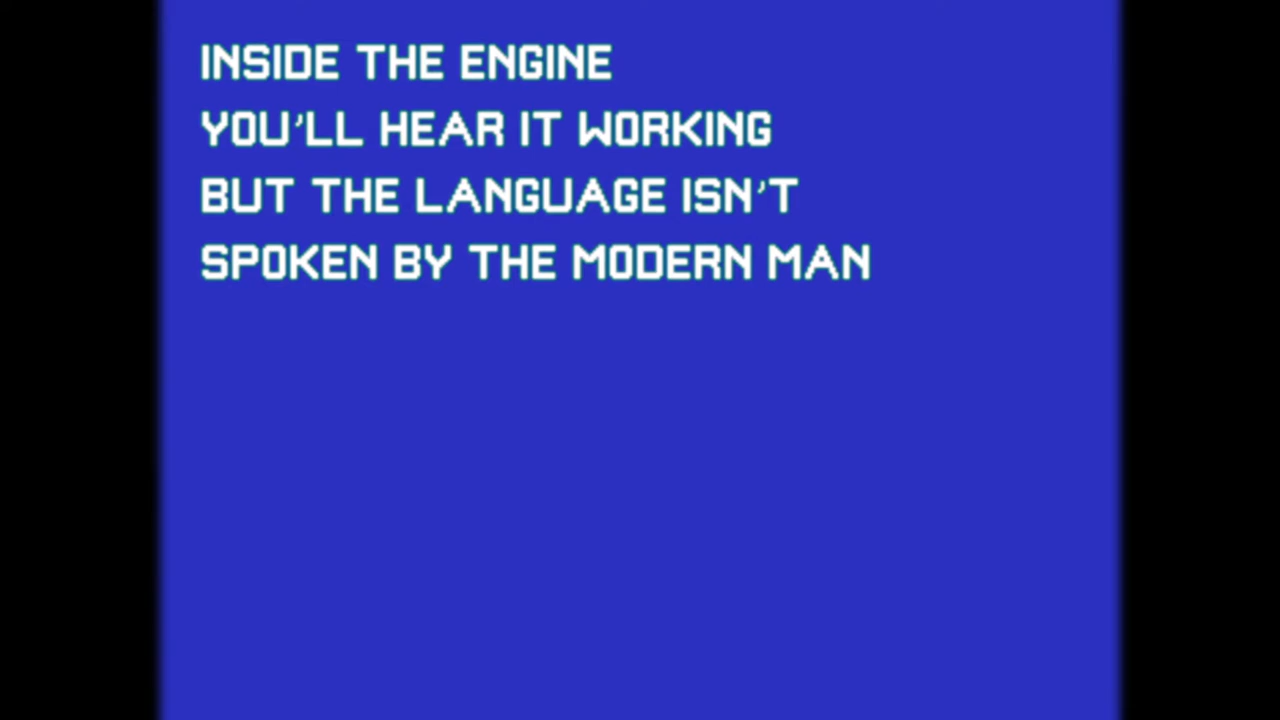 INSIDE THE ENGINE
YOU'LL HEAR IT WORKING
BUT THE LANGUAGE ISN'T
SPOKEN BY THE MODERN MAN